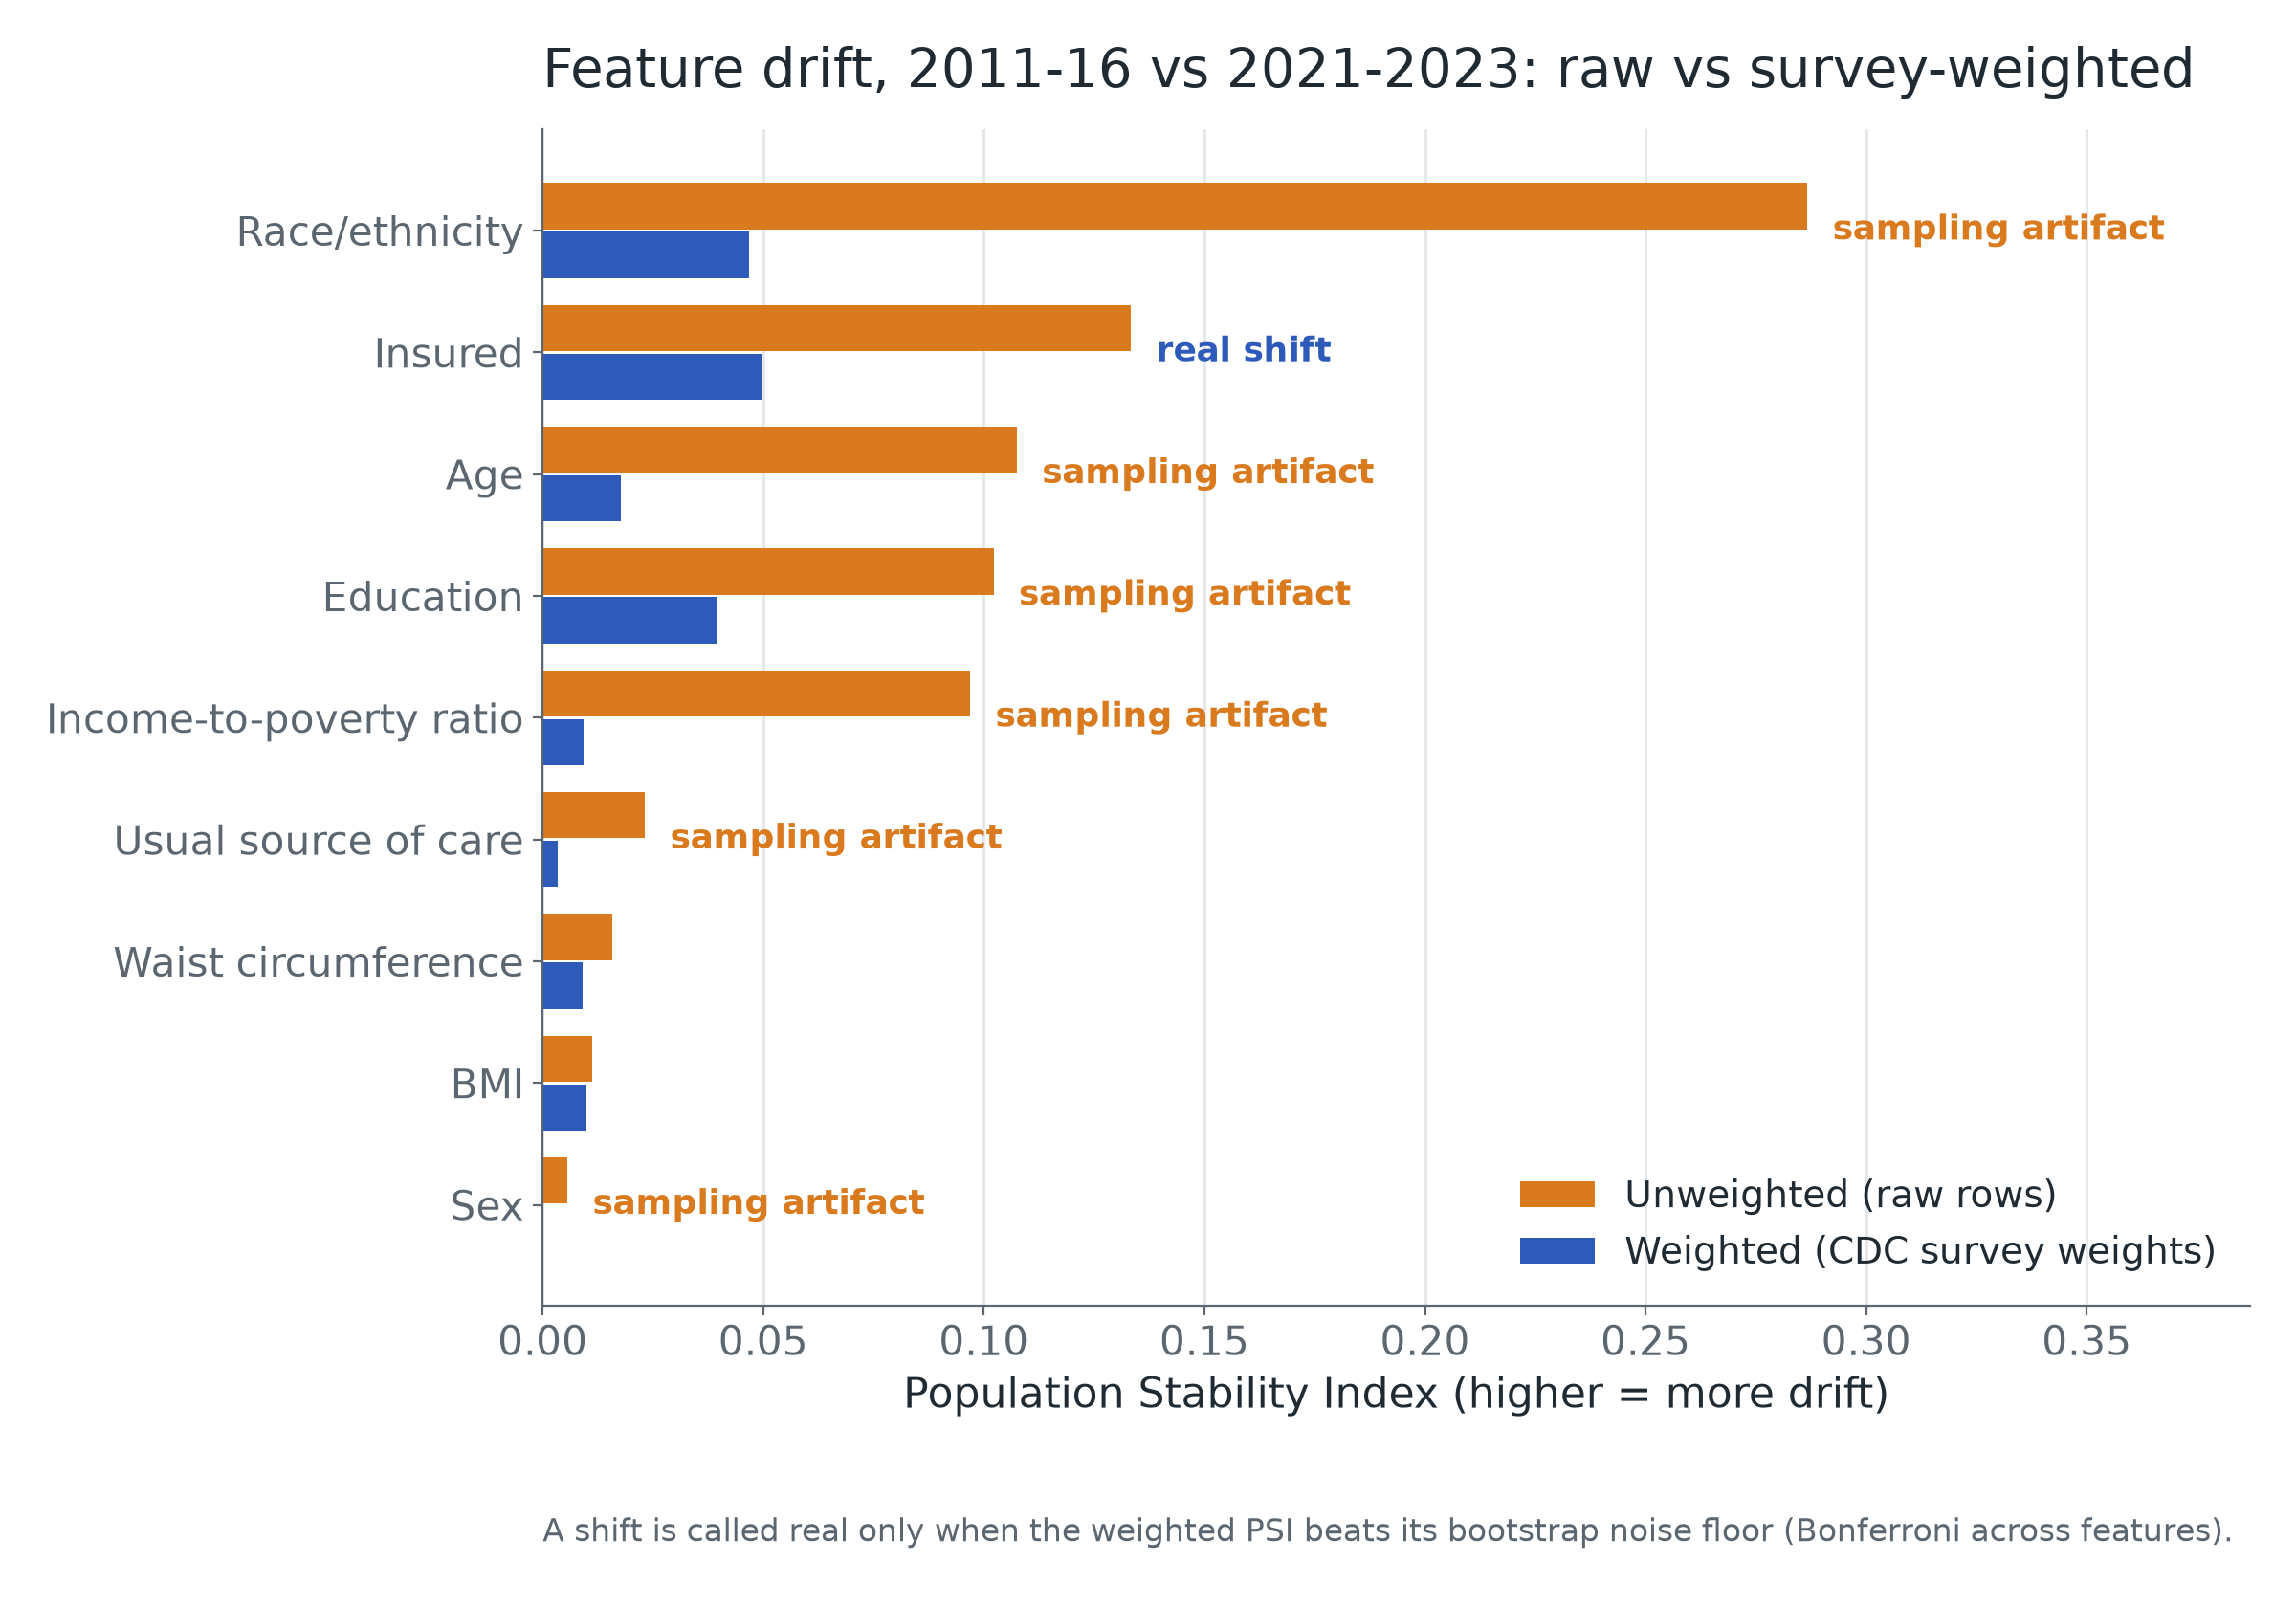 Feature drift, 2011-16 vs 2021-2023: raw vs survey-weighted
Race/ethnicity
sampling artifact
Insured
real shift
Age
sampling artifact
Education
sampling artifact
Income-to-poverty ratio
sampling artifact
Usual source of care
sampling artifact
Waist circumference
BMI
Sex
sampling artifact
Unweighted (raw rows)
Weighted (CDC survey weights)
0.00 0.05 0.10 0.15 0.20 0.25 0.30 0.35
Population Stability Index (higher = more drift)
A shift is called real only when the weighted PSI beats its bootstrap noise floor (Bonferroni across features).